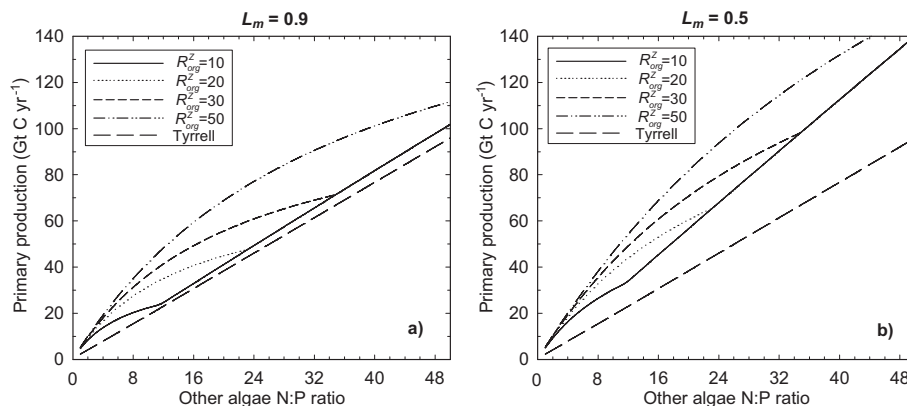 L_m = 0.9
Primary production (Gt C yr⁻¹)
140
120
100
80
60
40
20
0
R^Z_org=10
R^Z_org=20
R^Z_org=30
R^Z_org=50
Tyrrell
a)
0 8 16 24 32 40 48
Other algae N:P ratio
L_m = 0.5
Primary production (Gt C yr⁻¹)
140
120
100
80
60
40
20
0
R^Z_org=10
R^Z_org=20
R^Z_org=30
R^Z_org=50
Tyrrell
b)
0 8 16 24 32 40 48
Other algae N:P ratio